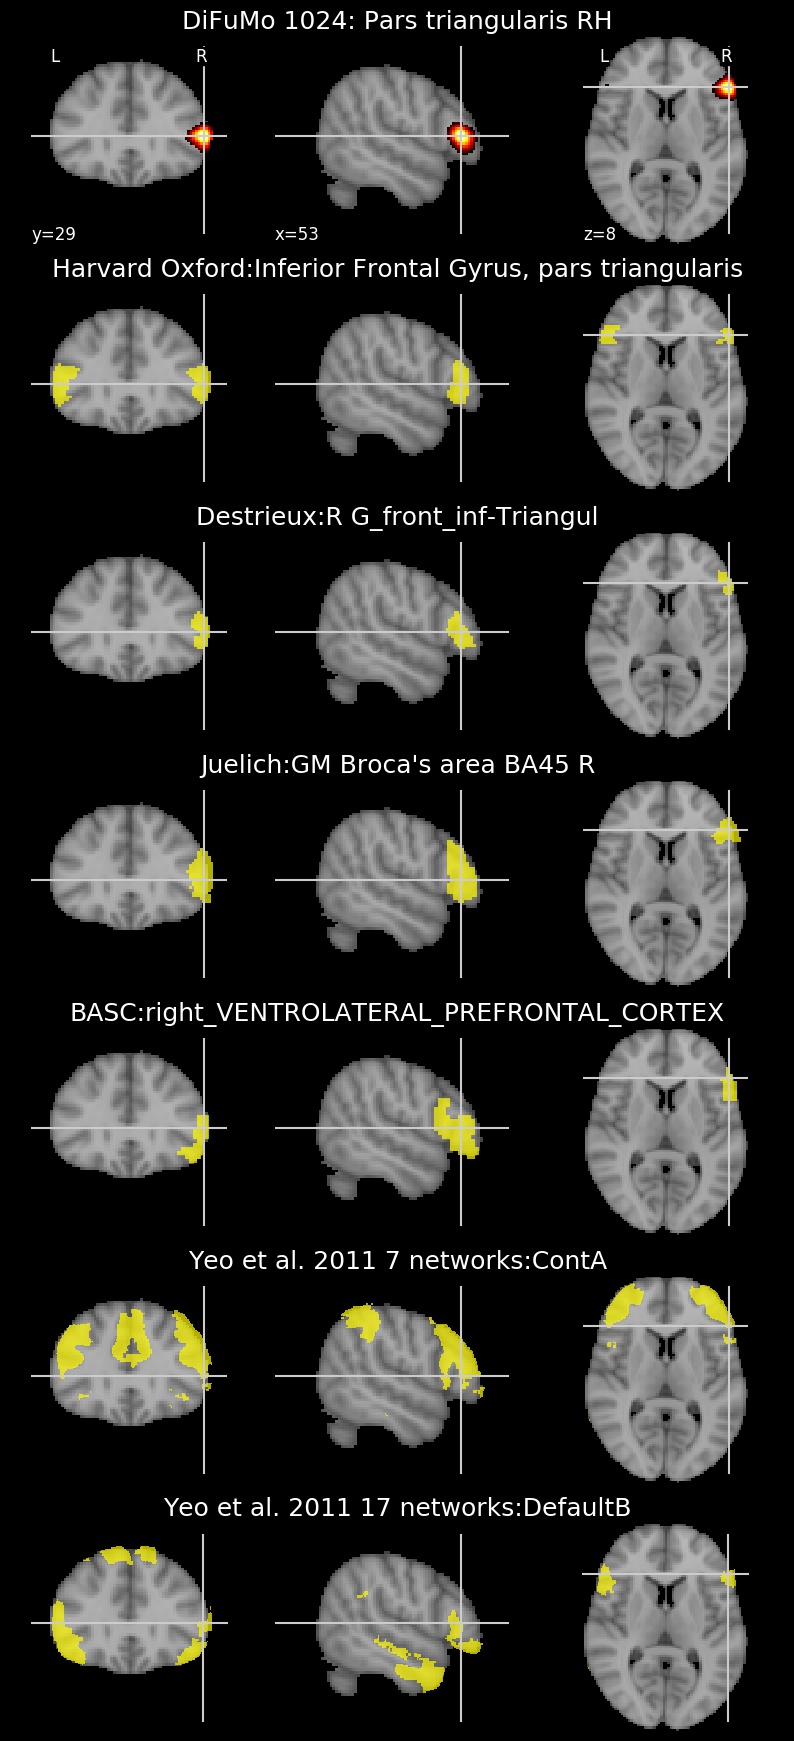 DiFuMo 1024: Pars triangularis RH
L R L R
y=29 x=53 z=8
Harvard Oxford:Inferior Frontal Gyrus, pars triangularis
Destrieux:R G_front_inf-Triangul
Juelich:GM Broca's area BA45 R
BASC:right_VENTROLATERAL_PREFRONTAL_CORTEX
Yeo et al. 2011 7 networks:ContA
Yeo et al. 2011 17 networks:DefaultB